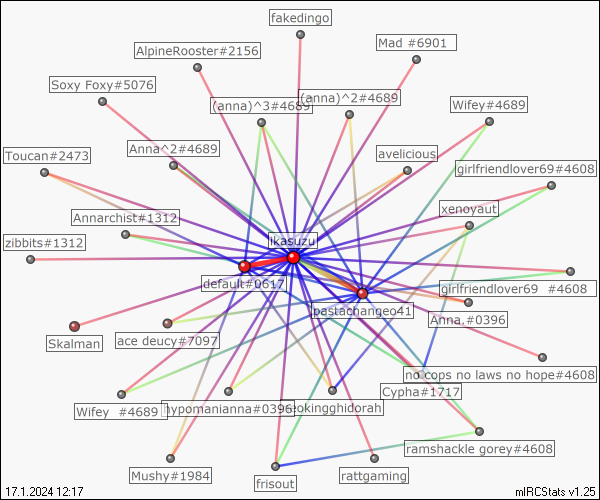 fakedingo
Mad #6901
AlpineRooster#2156
Soxy Foxy#5076
(anna)^3#4689
(anna)^2#4689
Wifey#4689
Toucan#2473
Anna^2#4689
avelicious
girlfriendlover69#4608
Annarchist#1312
xenoyaut
zibbits#1312
ikasuzu
default#0617
girlfriendlover69 #4608
pastachangeo41
Anna,#0396
Skalman
ace deucy#7097
no cops no laws no hope#4608
Cypha#1717
Wifey #4689
hypomanianna#0396
eokingghidorah
ramshackle gorey#4608
Mushy#1984
frisout
rattgaming
17.1.2024 12:17
mIRCStats v1.25